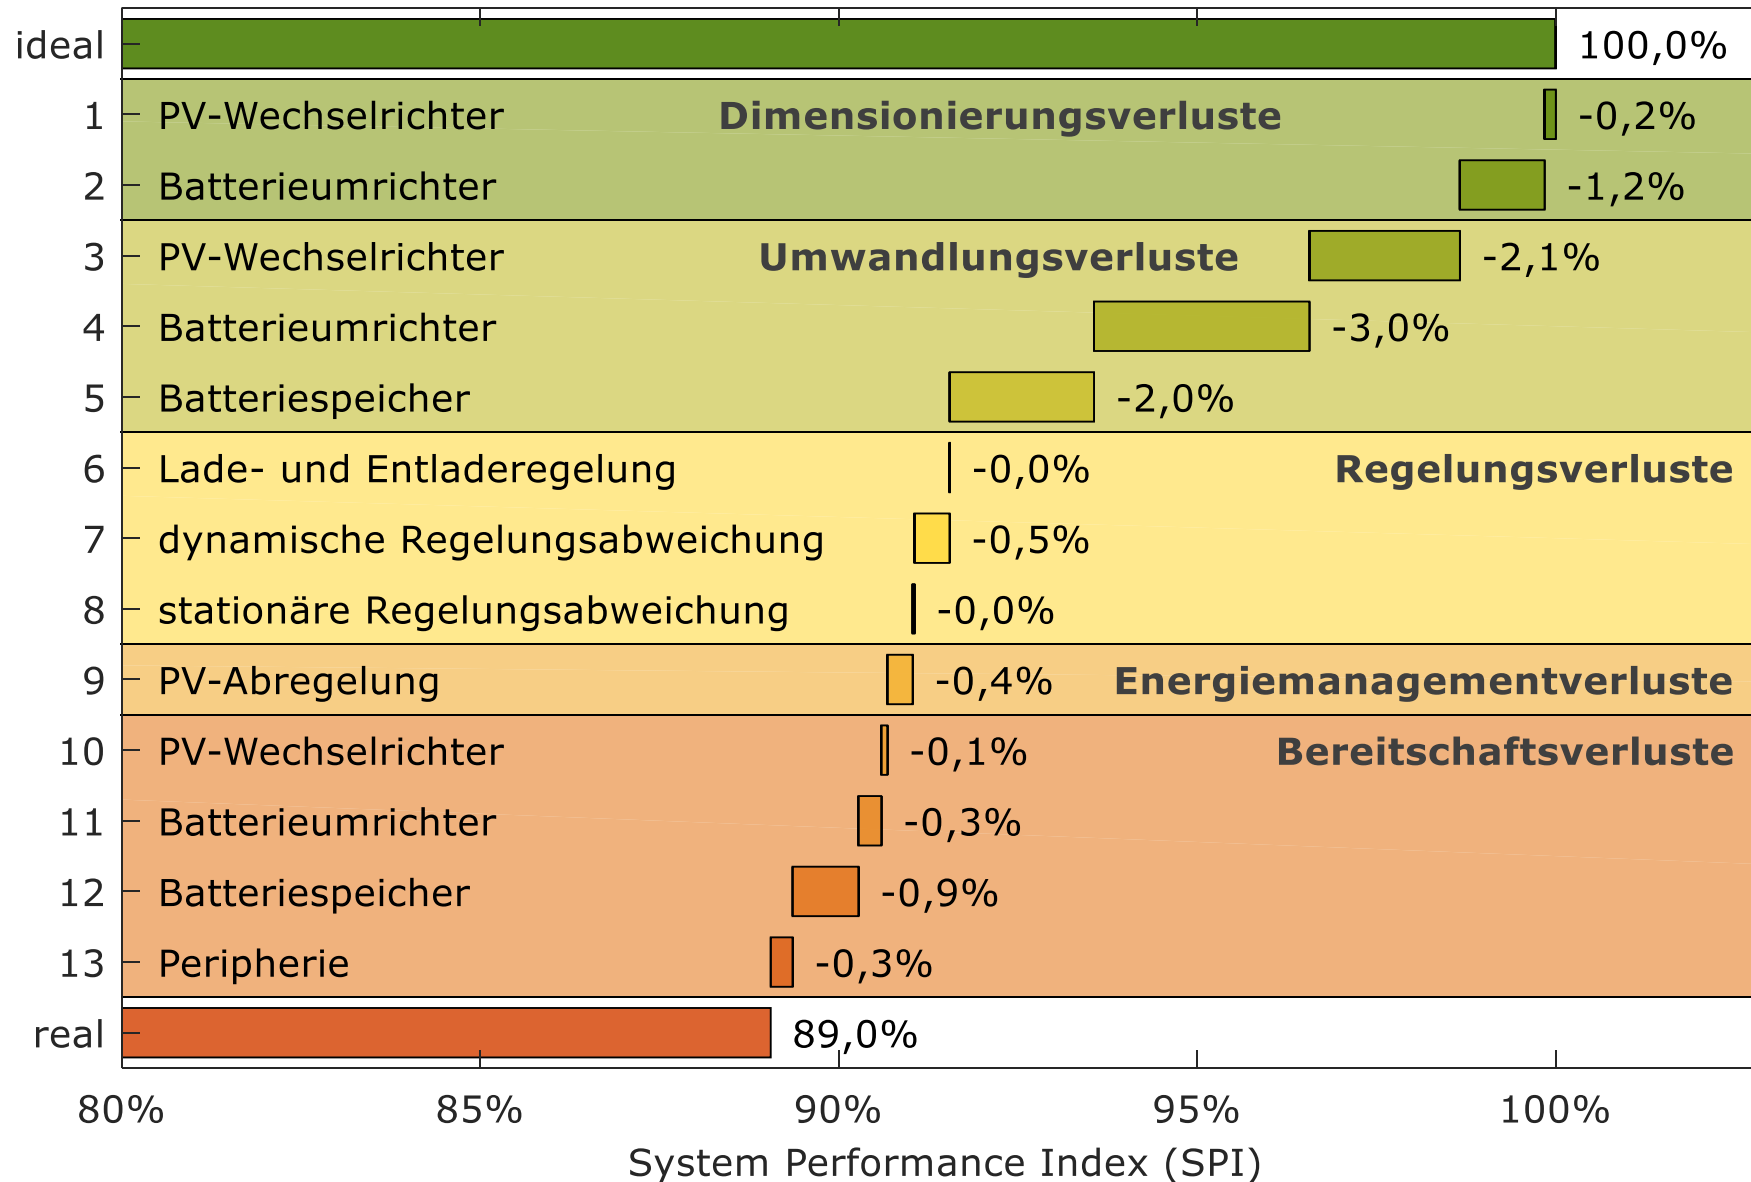 ideal 100,0%
1 PV-Wechselrichter Dimensionierungsverluste -0,2%
2 Batterieumrichter -1,2%
3 PV-Wechselrichter Umwandlungsverluste -2,1%
4 Batterieumrichter -3,0%
5 Batteriespeicher -2,0%
6 Lade- und Entladeregelung -0,0% Regelungsverluste
7 dynamische Regelungsabweichung -0,5%
8 stationäre Regelungsabweichung -0,0%
9 PV-Abregelung -0,4% Energiemanagementverluste
10 PV-Wechselrichter -0,1% Bereitschaftsverluste
11 Batterieumrichter -0,3%
12 Batteriespeicher -0,9%
13 Peripherie -0,3%
real 89,0%
80% 85% 90% 95% 100%
System Performance Index (SPI)